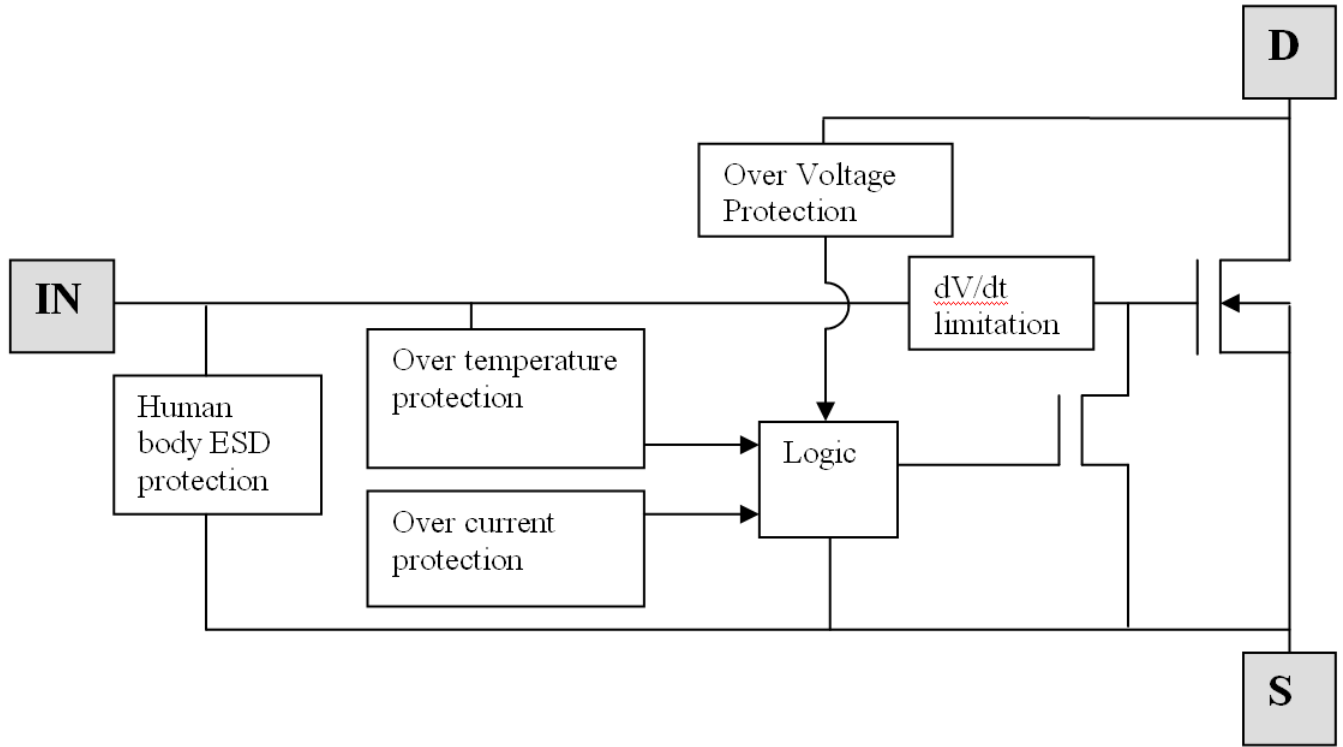 D
Over Voltage
Protection
IN
dV/dt
limitation
Over temperature
protection
Human
body ESD
protection
Logic
Over current
protection
S